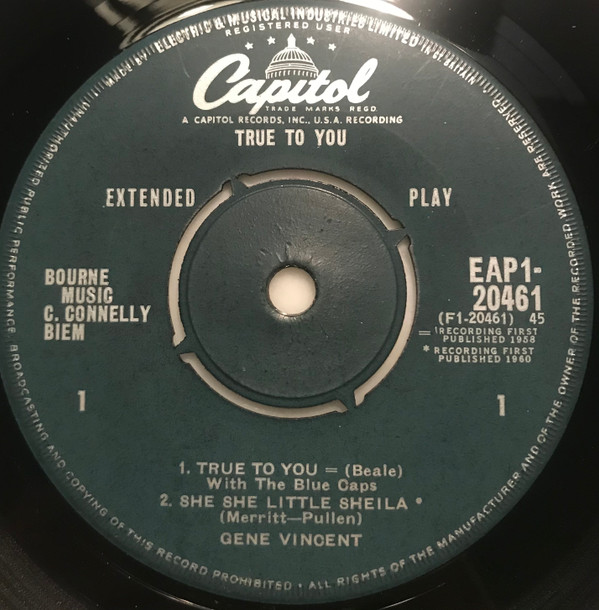 MADE BY ELECTRIC & MUSICAL INDUSTRIES LIMITED IN GT. BRITAIN
REGISTERED USER
Capitol
TRADE MARKS REGD.
A CAPITOL RECORDS, INC., U.S.A. RECORDING
TRUE TO YOU
EXTENDED PLAY
BOURNE
MUSIC
C. CONNELLY
BIEM
EAP1-
20461
(F1-20461) 45
= RECORDING FIRST
PUBLISHED 1958
* RECORDING FIRST
PUBLISHED 1960
1
1
1. TRUE TO YOU = (Beale)
With The Blue Caps
2. SHE SHE LITTLE SHEILA *
(Merritt—Pullen)
GENE VINCENT
ALL RIGHTS OF THE MANUFACTURER AND OF THE OWNER OF THE RECORDED WORK ARE RESERVED
UNAUTHORIZED PUBLIC PERFORMANCE, BROADCASTING AND COPYING OF THIS RECORD PROHIBITED •